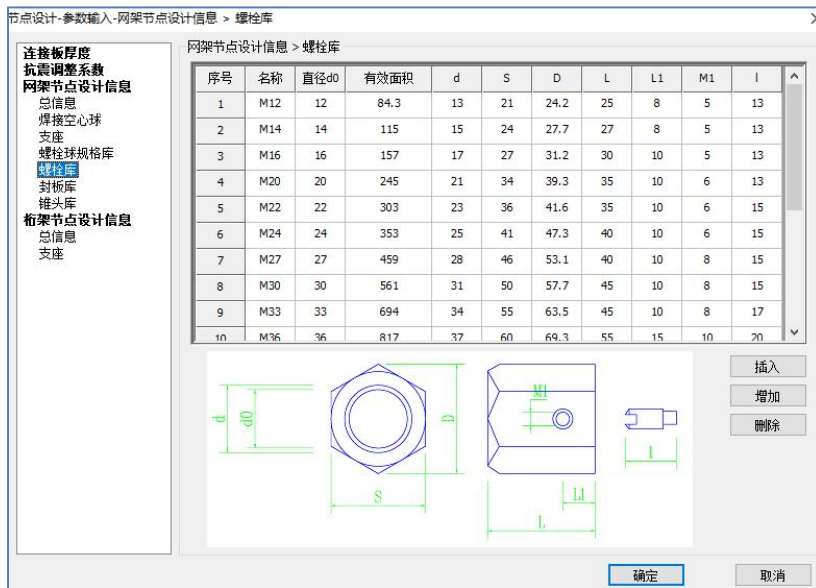 节点设计-参数输入-网架节点设计信息 > 螺栓库
连接板厚度
抗震调整系数
网架节点设计信息
总信息
焊接空心球
支座
螺栓球规格库
螺栓库
封板库
锥头库
桁架节点设计信息
总信息
支座
网架节点设计信息 > 螺栓库
序号 名称 直径d0 有效面积 d S D L L1 M1 l
1 M12 12 84.3 13 21 24.2 25 8 5 13
2 M14 14 115 15 24 27.7 27 8 5 13
3 M16 16 157 17 27 31.2 30 10 5 13
4 M20 20 245 21 34 39.3 35 10 6 13
5 M22 22 303 23 36 41.6 35 10 6 15
6 M24 24 353 25 41 47.3 40 10 6 15
7 M27 27 459 28 46 53.1 40 10 8 15
8 M30 30 561 31 50 57.7 45 10 8 15
9 M33 33 694 34 55 63.5 45 10 8 17
10 M36 36 817 37 60 69.3 55 15 10 20
d d0 D S
M1 L1 L l
插入
增加
删除
确定 取消